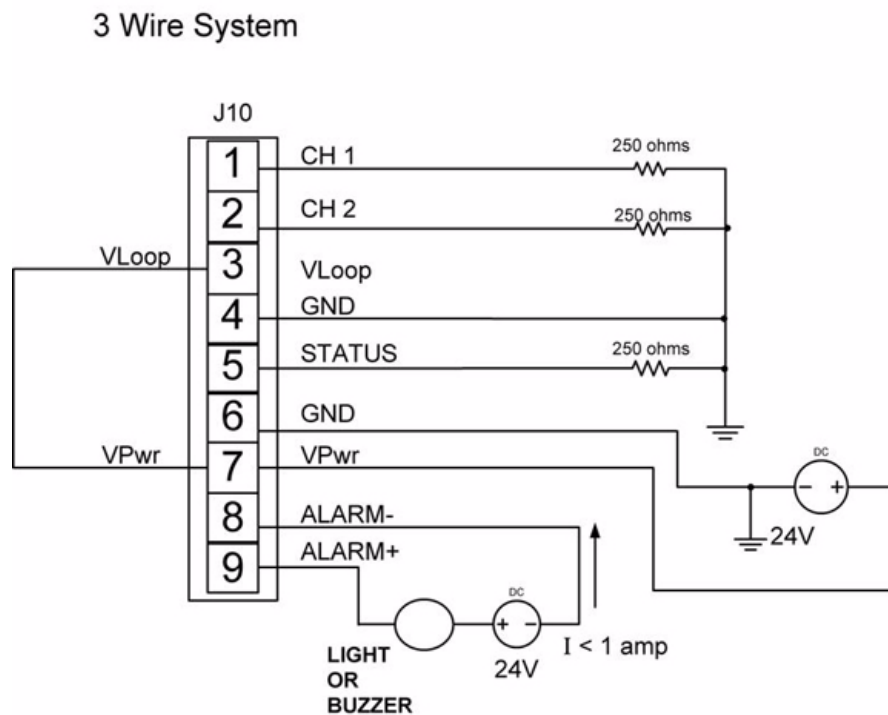 3 Wire System
J10
1 CH 1 250 ohms
2 CH 2 250 ohms
VLoop 3 VLoop
4 GND
5 STATUS 250 ohms
6 GND
VPwr 7 VPwr
DC
- +
24V
8 ALARM-
9 ALARM+
DC
+ -
24V
I < 1 amp
LIGHT
OR
BUZZER